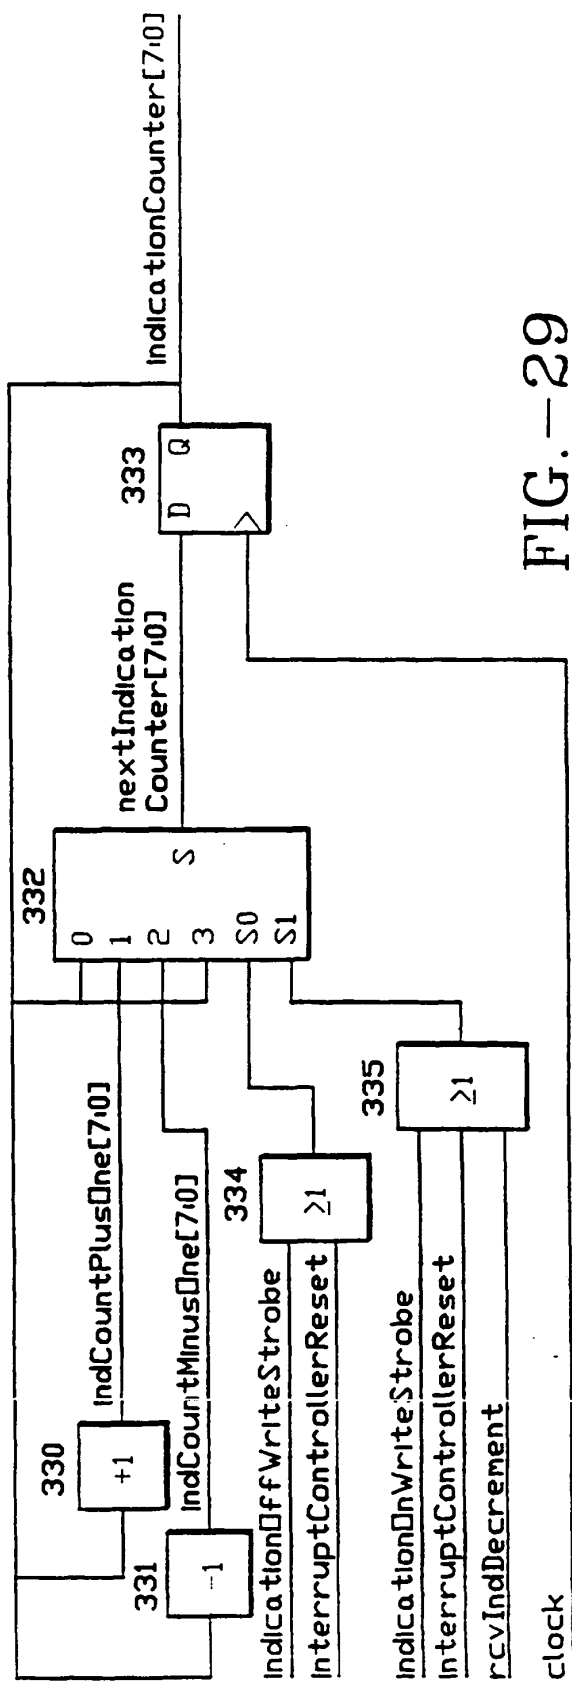 330
+1
indCountPlusOne[7:0]
331
-1
indCountMinusOne[7:0]
332
0
1
2
3
S0
S1
S
nextIndication
Counter[7:0]
333
D
Q
indicationCounter[7:0]
334
≥1
indicationOffWriteStrobe
interruptControllerReset
335
≥1
indicationOnWriteStrobe
interruptControllerReset
rcvIndDecrement
clock
FIG.-29